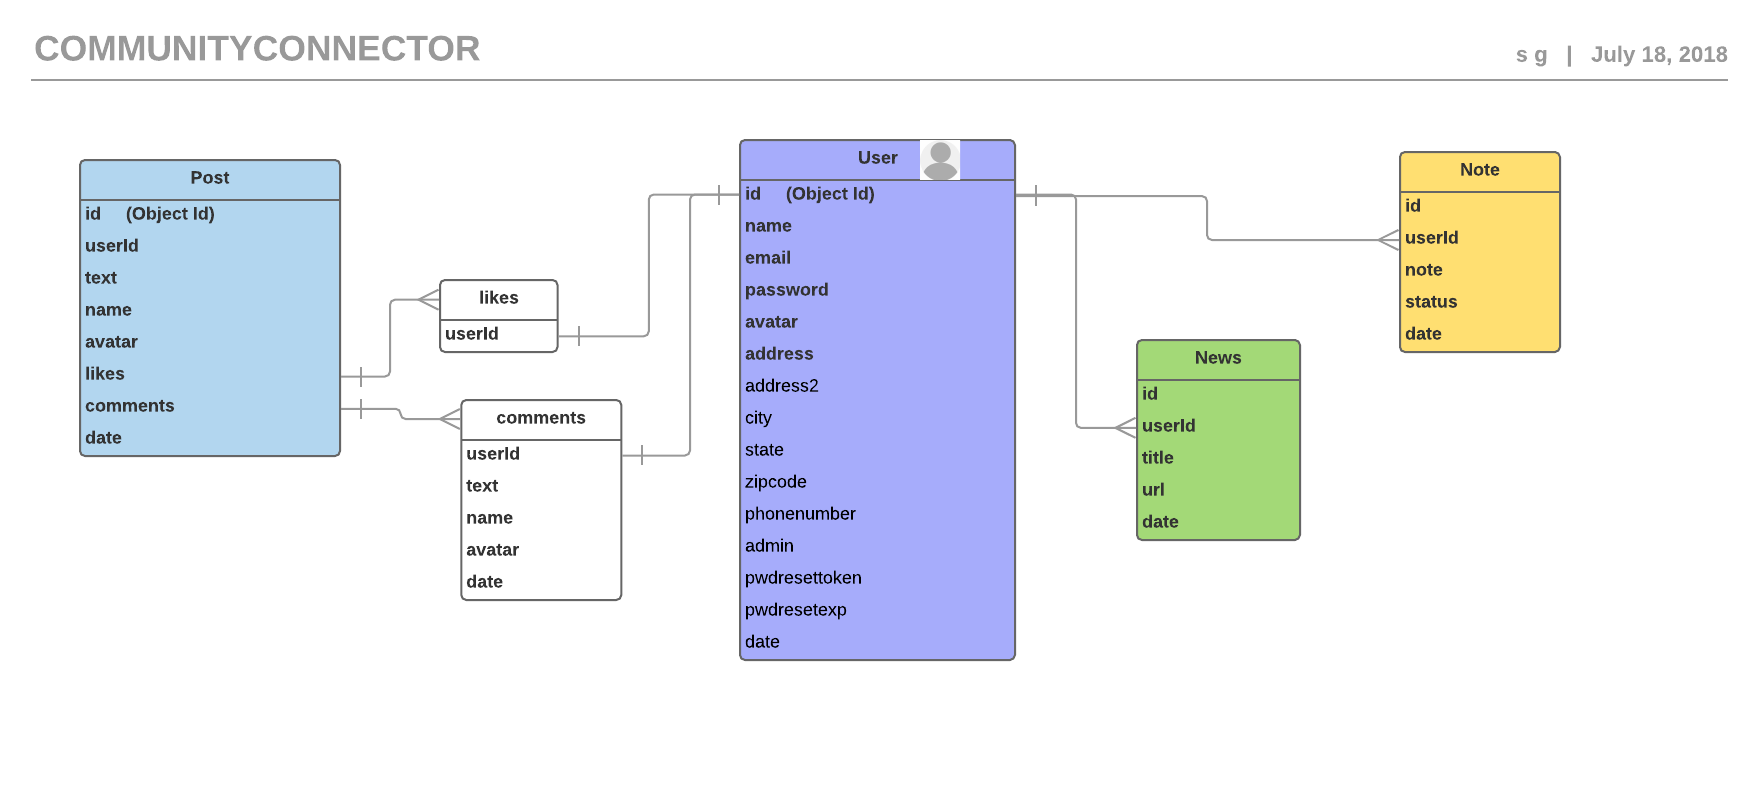 COMMUNITYCONNECTOR
s g | July 18, 2018
Post
id (Object Id)
userId
text
name
avatar
likes
comments
date
likes
userId
comments
userId
text
name
avatar
date
User
id (Object Id)
name
email
password
avatar
address
address2
city
state
zipcode
phonenumber
admin
pwdresettoken
pwdresetexp
date
News
id
userId
title
url
date
Note
id
userId
note
status
date